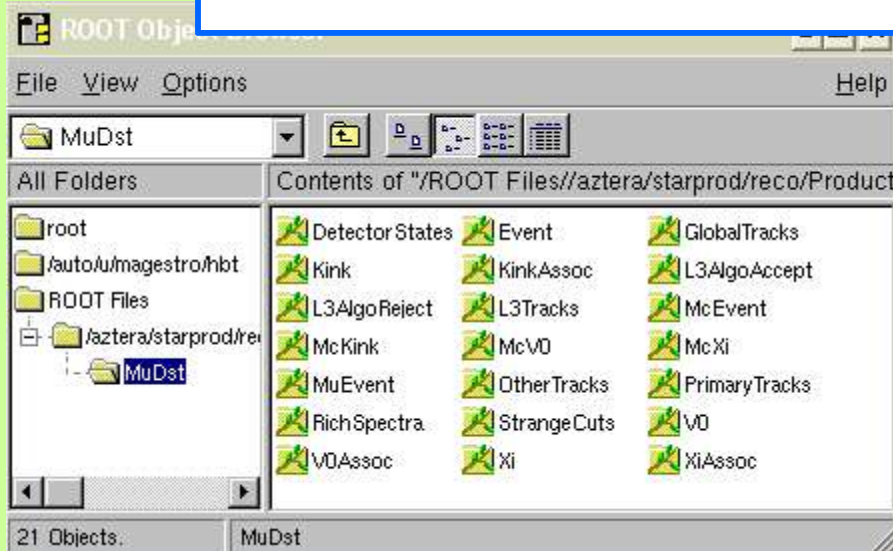 ROOT Object
File View Options Help
MuDst
All Folders
Contents of "/ROOT Files//aztera/starprod/reco/Product
root
/auto/u/magestro/hbt
ROOT Files
/aztera/starprod/re
MuDst
DetectorStates Event GlobalTracks
Kink KinkAssoc L3AlgoAccept
L3AlgoReject L3Tracks McEvent
McKink McV0 McXi
MuEvent OtherTracks PrimaryTracks
RichSpectra StrangeCuts V0
V0Assoc Xi XiAssoc
21 Objects. MuDst